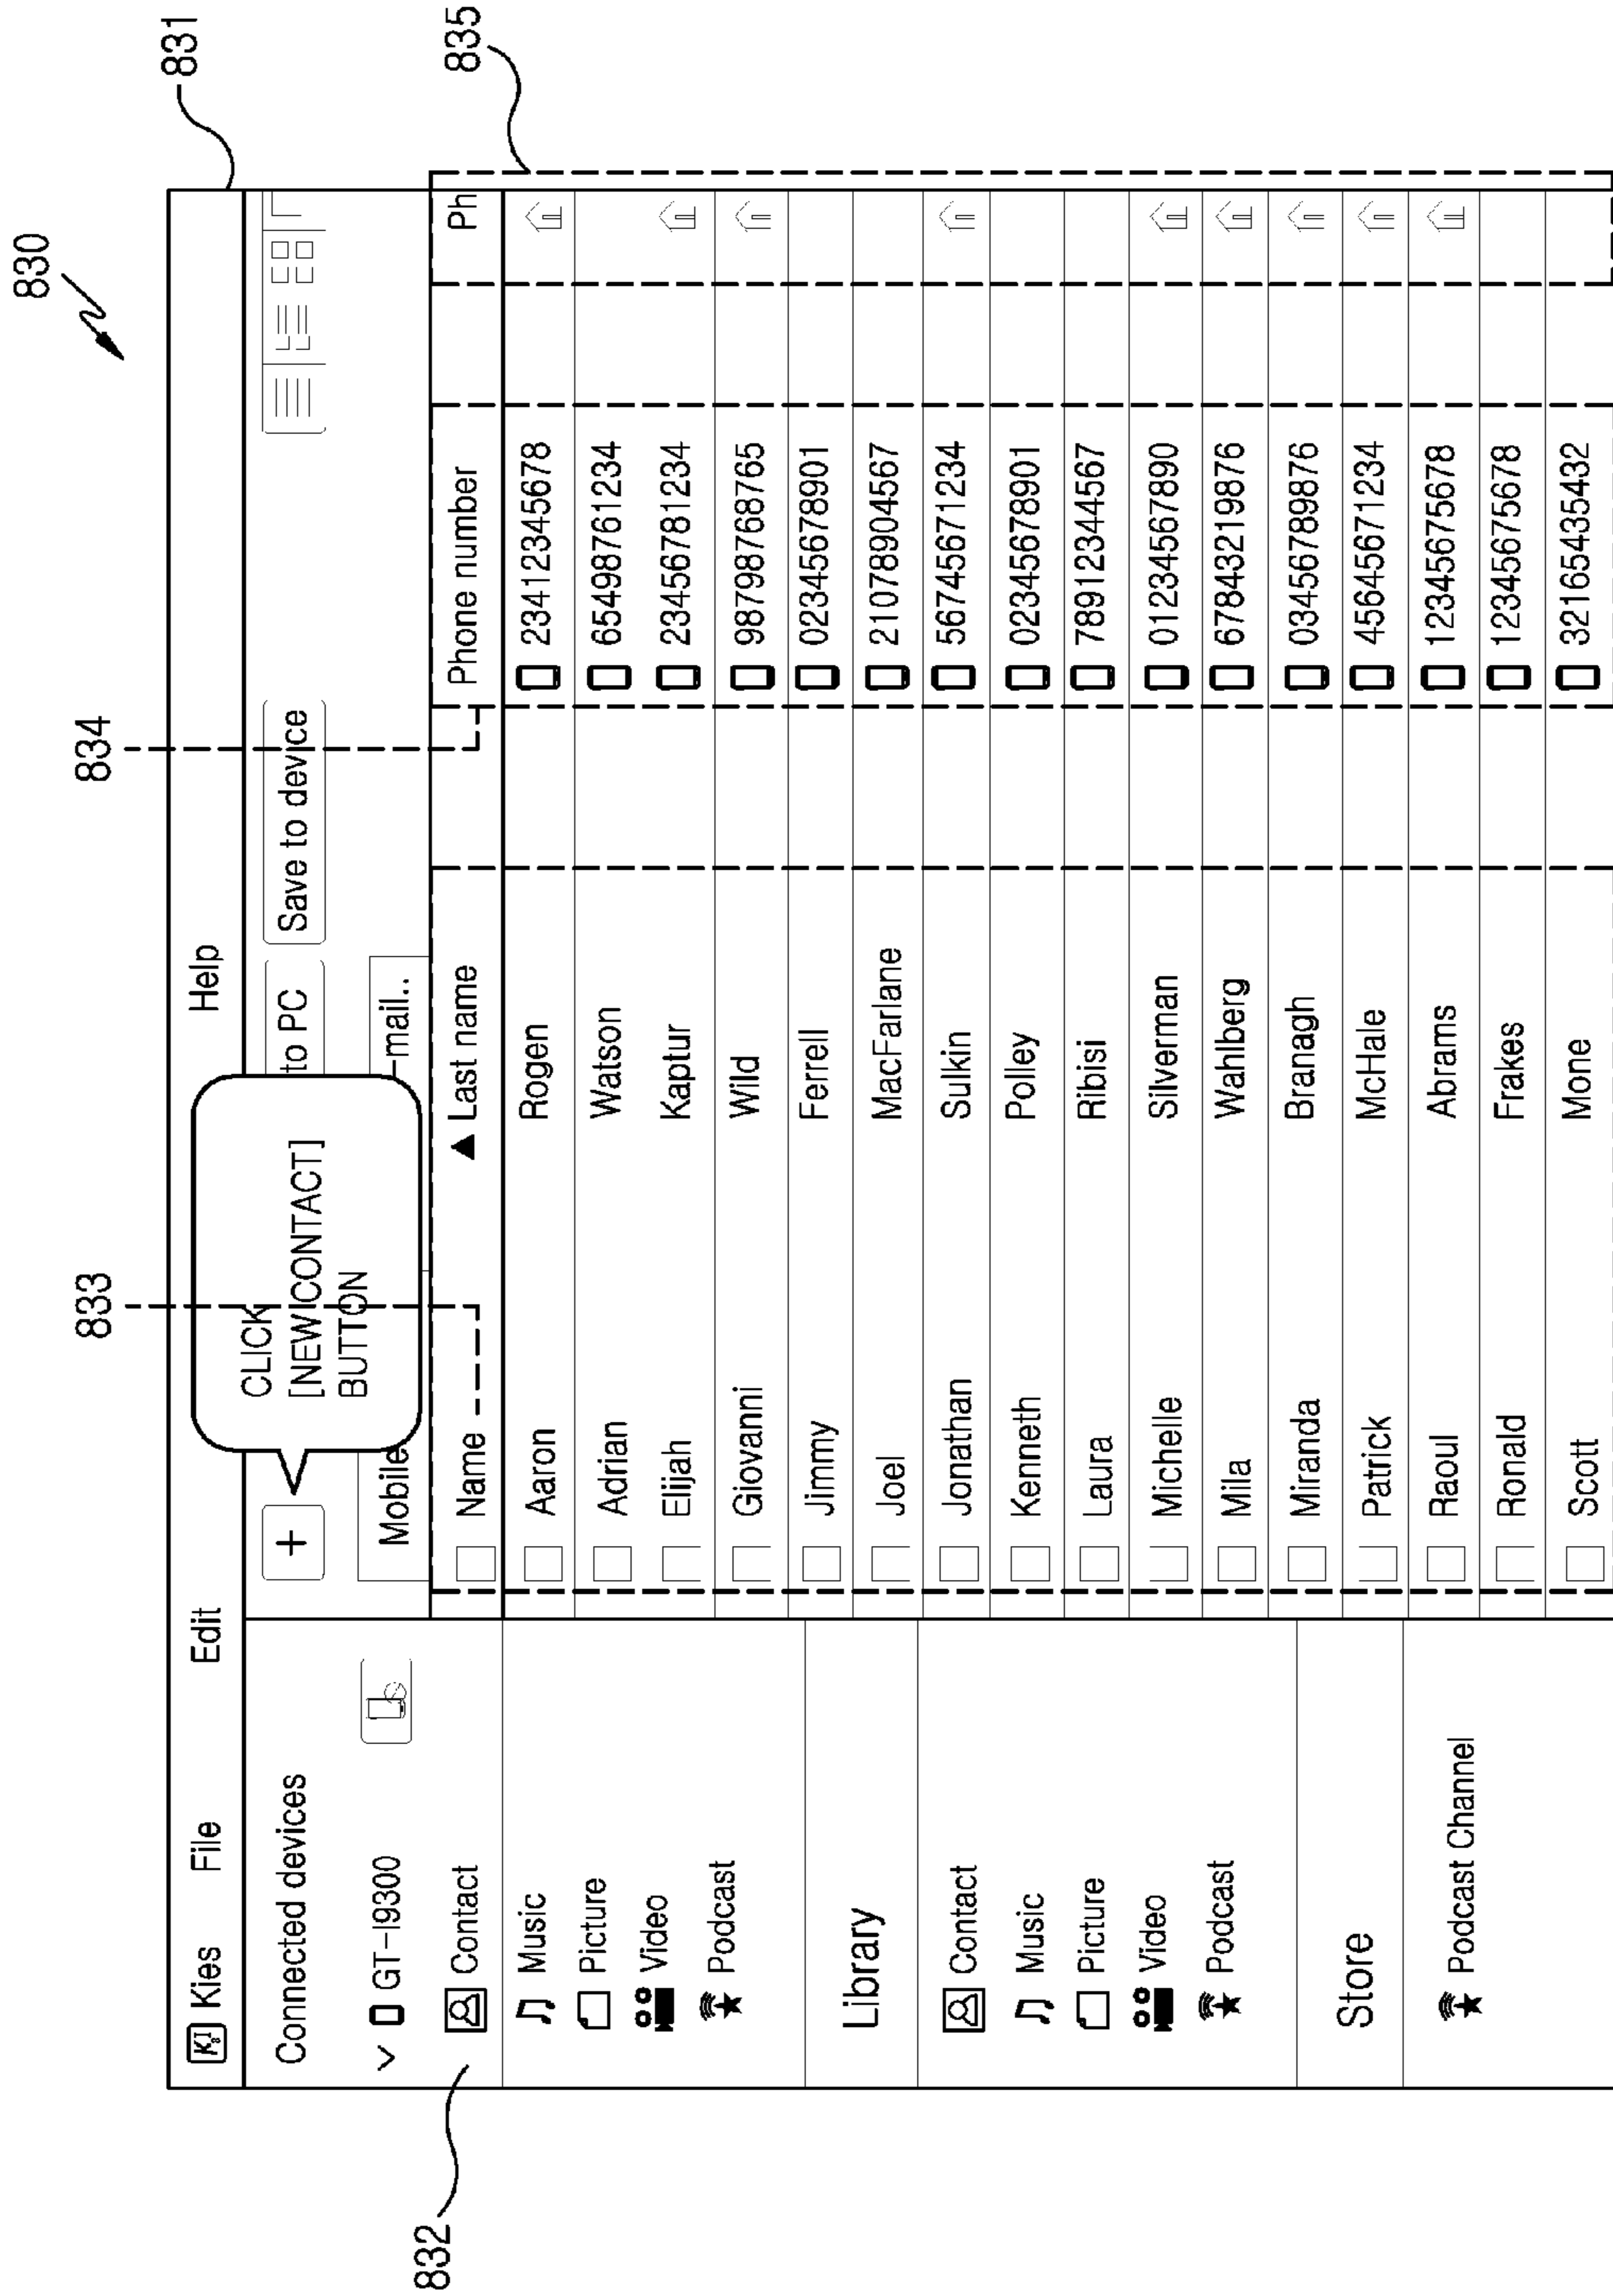 830
831
833
834
835
832
Kies File Edit Help
Connected devices
GT-I9300
Contact
Music
Picture
Video
Podcast
Library
Contact
Music
Picture
Video
Podcast
Store
Podcast Channel
+
CLICK
[NEW CONTACT]
BUTTON
to PC Save to device
Mobile -mail..
Name ▲ Last name Phone number Ph
Aaron Rogen 23412345678
Adrian Watson 65498761234
Elijah Kaptur 23456781234
Giovanni Wild 98798768765
Jimmy Ferrell 02345678901
Joel MacFarlane 21078904567
Jonathan Sulkin 56745671234
Kenneth Polley 02345678901
Laura Ribisi 78912344567
Michelle Silverman 01234567890
Mila Wahlberg 67843219876
Miranda Branagh 03456789876
Patrick McHale 45645671234
Raoul Abrams 12345675678
Ronald Frakes 12345675678
Scott Mone 32165435432